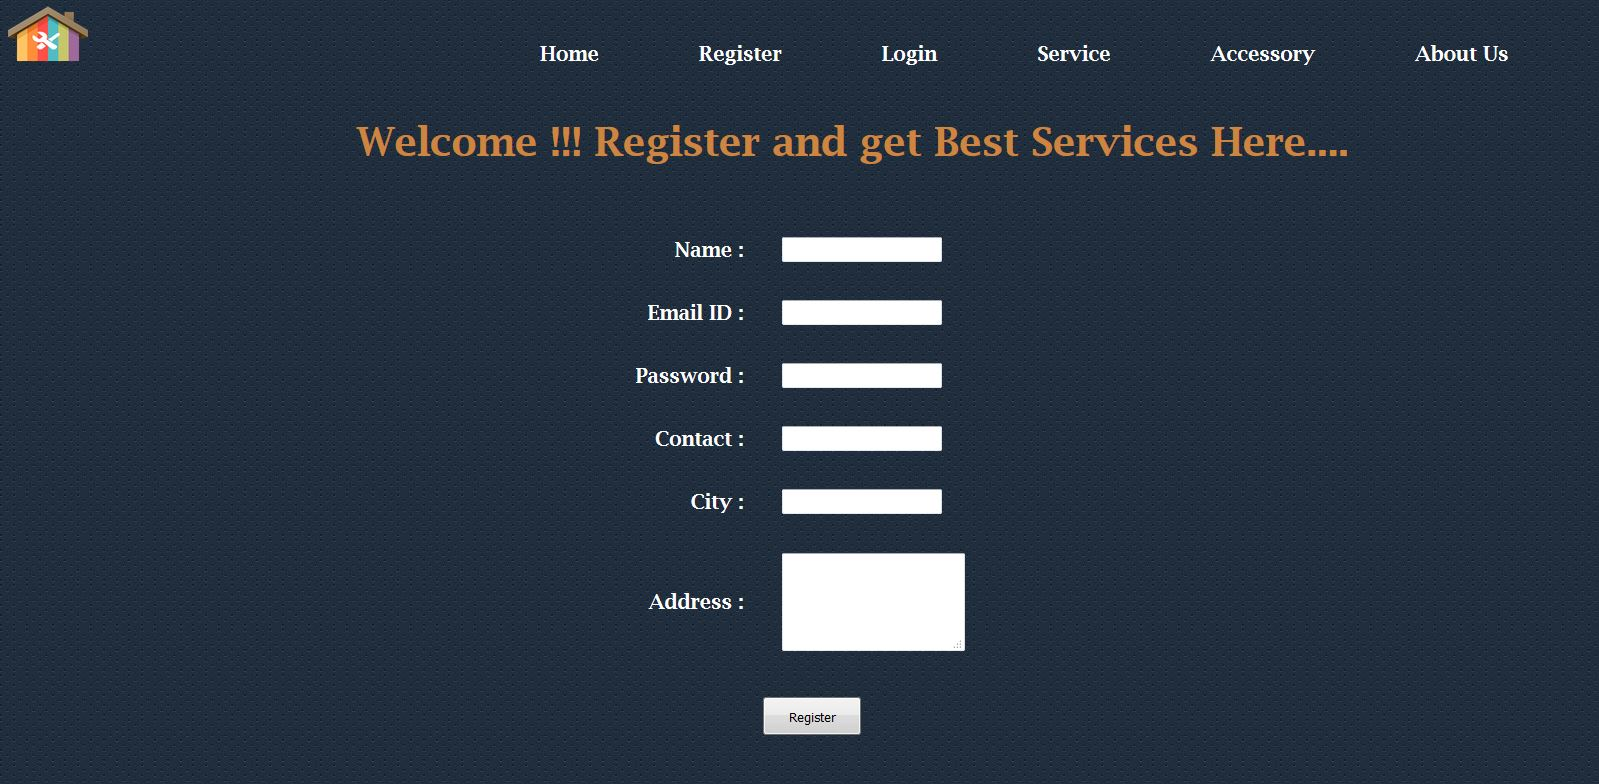 Home Register Login Service Accessory About Us
Welcome !!! Register and get Best Services Here....
Name :
Email ID :
Password :
Contact :
City :
Address :
Register